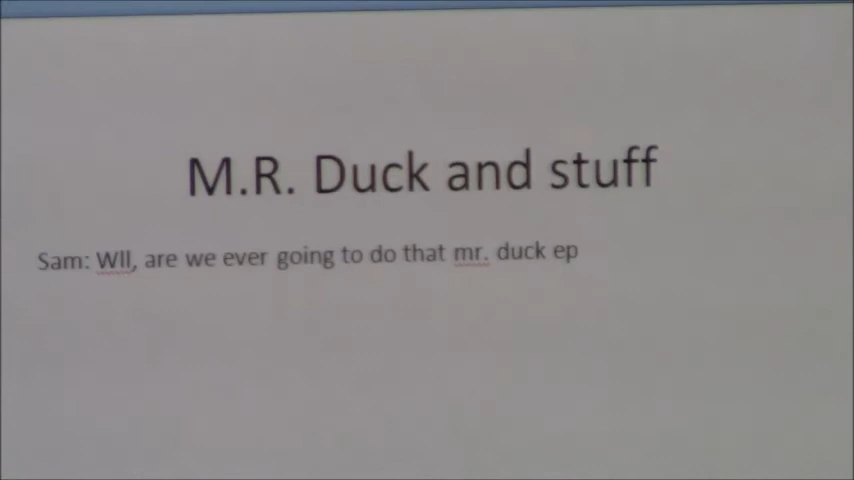 M.R. Duck and stuff
Sam: Wll, are we ever going to do that mr. duck ep